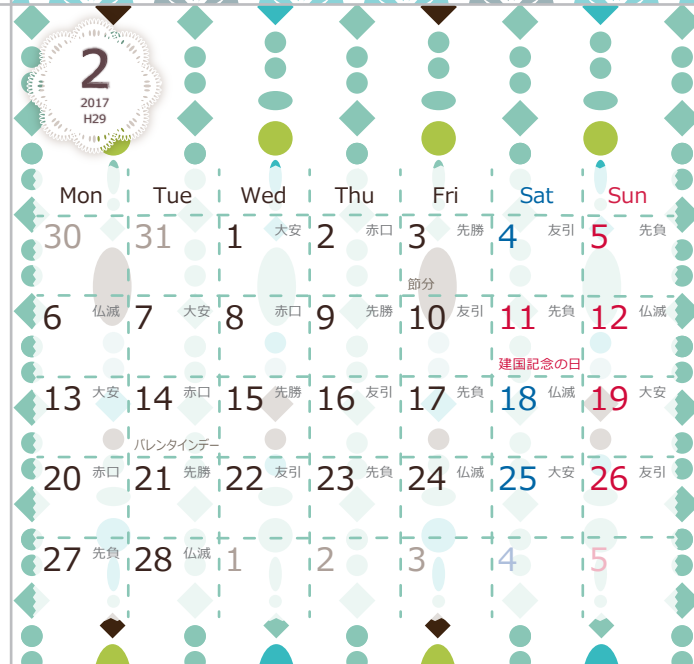 2
2017
H29
Mon Tue Wed Thu Fri Sat Sun
30 31 1 大安 2 赤口 3 先勝 4 友引 5 先負
節分
6 仏滅 7 大安 8 赤口 9 先勝 10 友引 11 先負 12 仏滅
建国記念の日
13 大安 14 赤口 15 先勝 16 友引 17 先負 18 仏滅 19 大安
バレンタインデー
20 赤口 21 先勝 22 友引 23 先負 24 仏滅 25 大安 26 友引
27 先負 28 仏滅 1 2 3 4 5